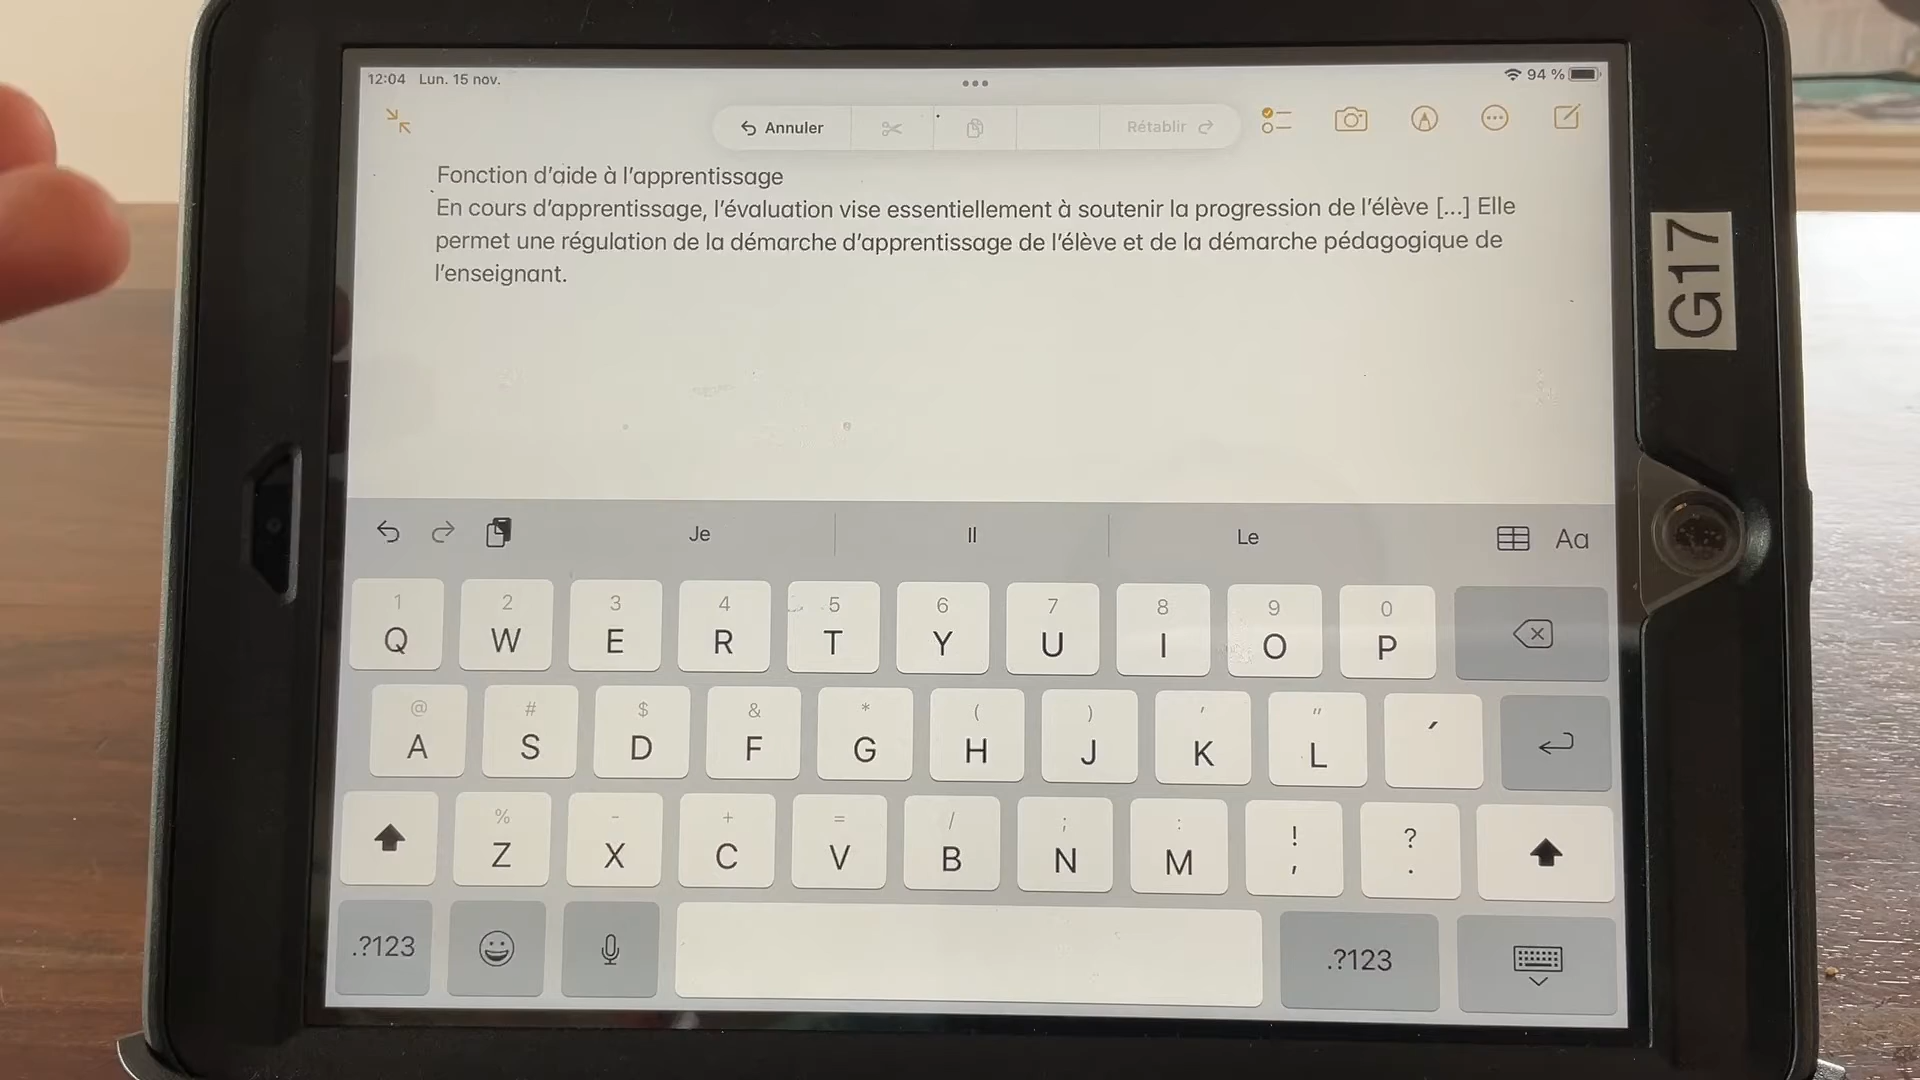 12:04 Lun. 15 nov.
94 %
Annuler
Rétablir
Fonction d'aide à l'apprentissage
En cours d'apprentissage, l'évaluation vise essentiellement à soutenir la progression de l'élève [...] Elle
permet une régulation de la démarche d'apprentissage de l'élève et de la démarche pédagogique de
l'enseignant.
G17
Je Il Le Aa
1 2 3 4 5 6 7 8 9 0
Q W E R T Y U I O P
@ # $ & * ( ) ' "
A S D F G H J K L ´
% - + = / ; : ! ?
Z X C V B N M , .
.?123 .?123